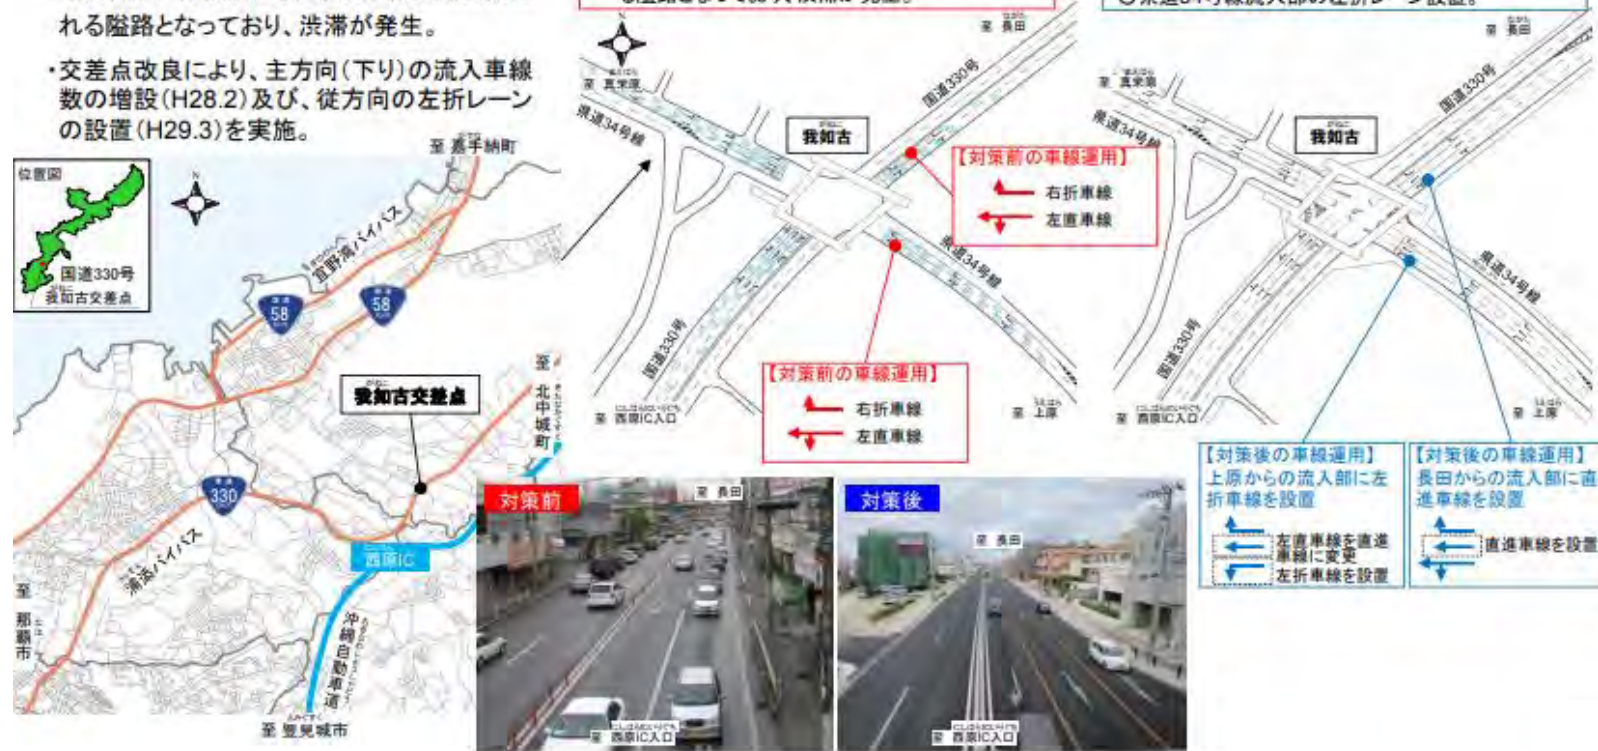 れる隘路となっており、渋滞が発生。
・交差点改良により、主方向(下り)の流入車線
数の増設(H28.2)及び、従方向の左折レーン
の設置(H29.3)を実施。
至 嘉手納町
位置図
国道330号
我如古交差点
N
宜野湾バイパス
58
58
我如古交差点
至 北中城町
330
浦添バイパス
西原IC
至 那覇市
沖縄自動車道
至 豊見城市
至 長田
至 真栄原
県道34号線
国道330号
我如古
【対策前の車線運用】
右折車線
左直車線
県道34号線
国道330号
【対策前の車線運用】
右折車線
左直車線
至 西原IC入口
至 上原
○県道34号線流入部の左折レーン設置。
至 長田
至 真栄原
県道34号線
国道330号
我如古
県道34号線
国道330号
至 西原IC入口
至 上原
【対策後の車線運用】
上原からの流入部に左
折車線を設置
左直車線を直進
車線に変更
左折車線を設置
【対策後の車線運用】
長田からの流入部に直
進車線を設置
直進車線を設置
対策前
至 長田
至 西原IC入口
対策後
至 長田
至 西原IC入口